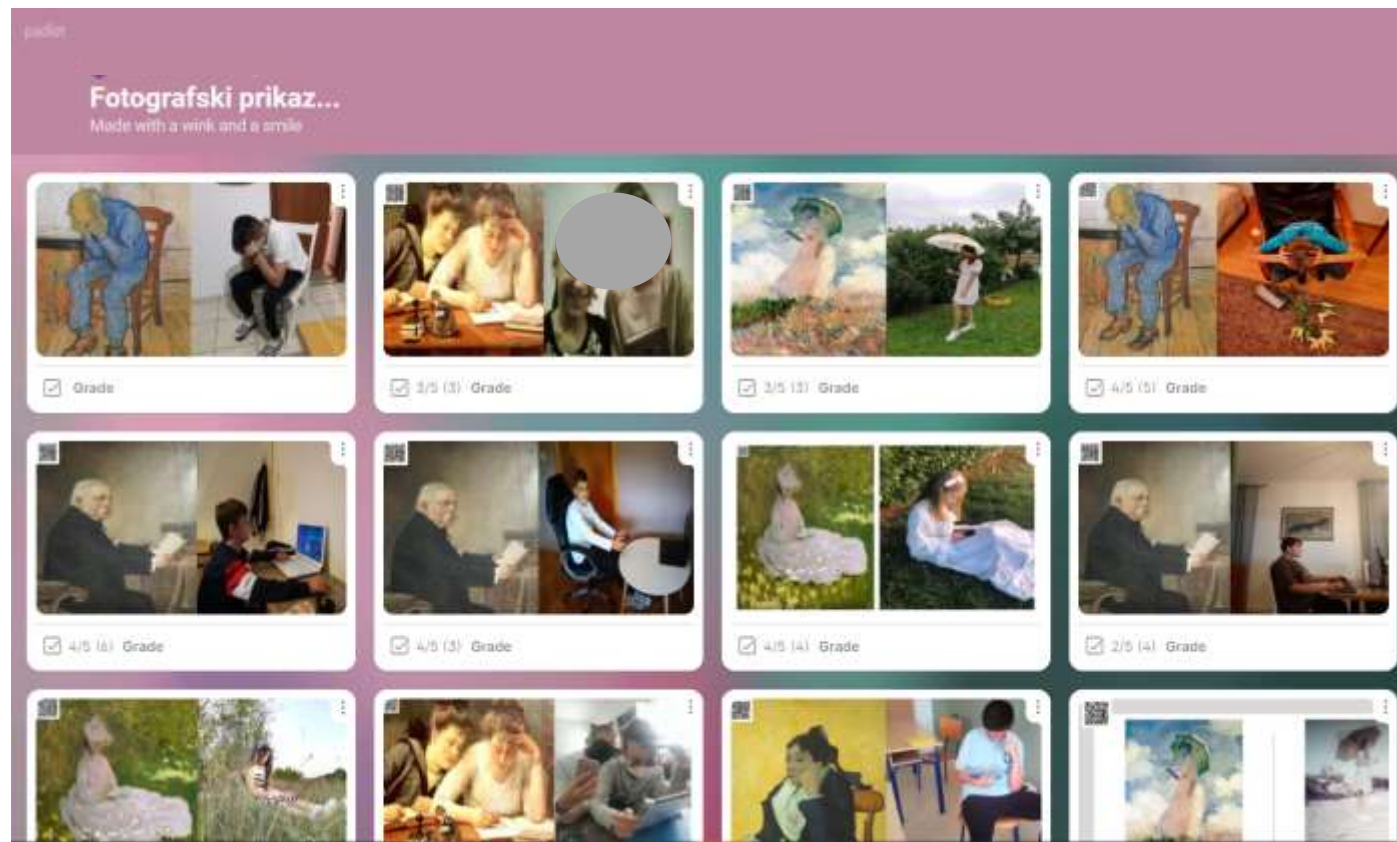 padlet
Fotografski prikaz...
Made with a wink and a smile
Grade
3/5 (3) Grade
3/5 (3) Grade
4/5 (5) Grade
4/5 (6) Grade
4/5 (3) Grade
4/5 (4) Grade
2/5 (4) Grade